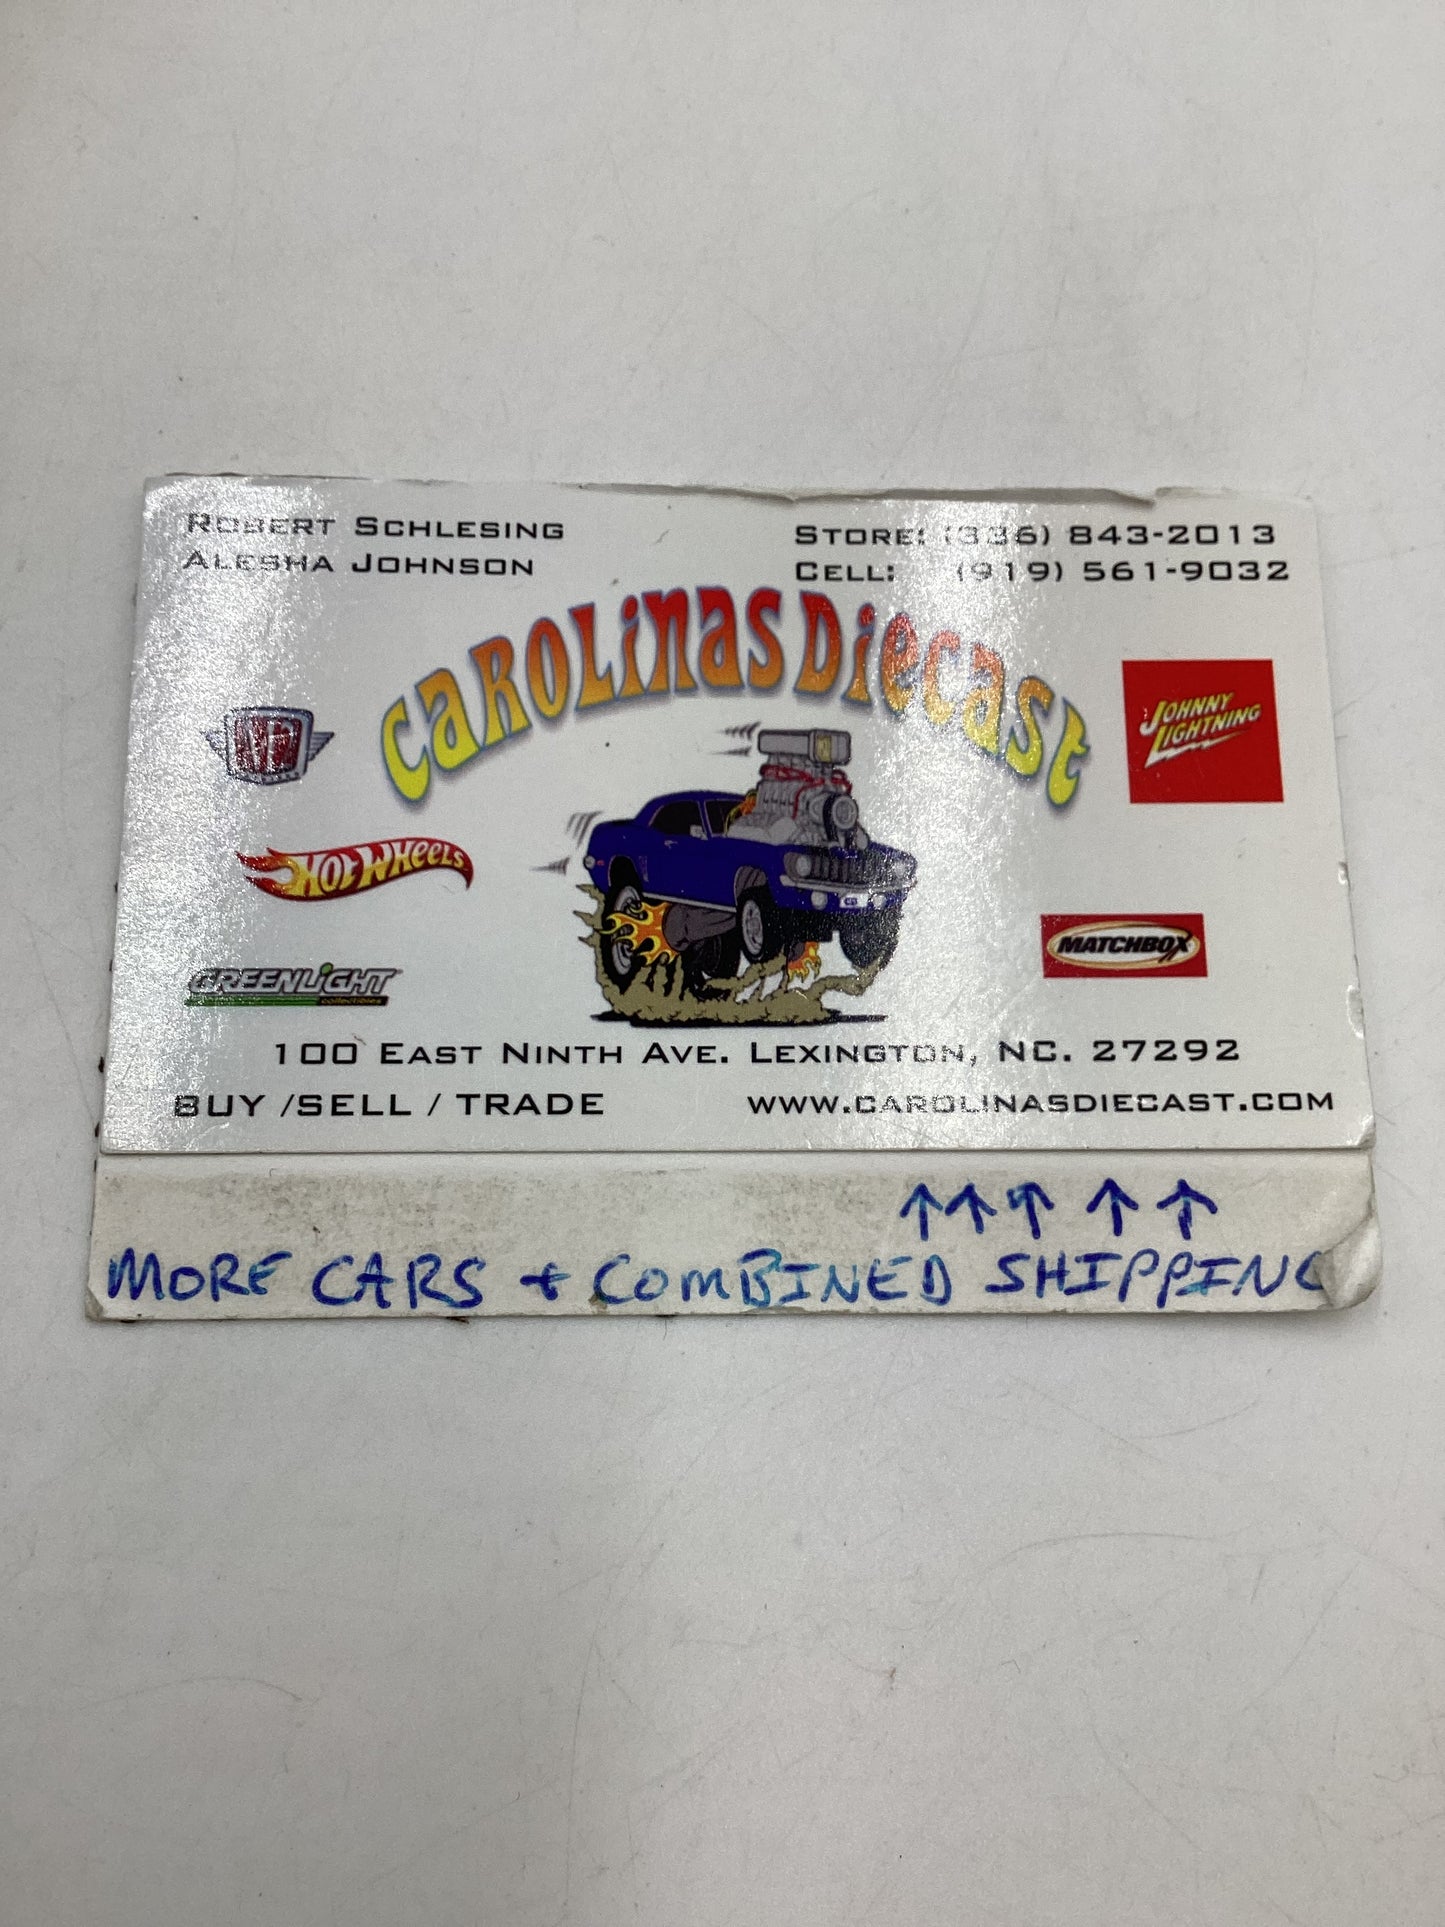 ROBERT SCHLESING
ALESHA JOHNSON
STORE: (336) 843-2013
CELL: (919) 561-9032
CAROLiNAS DiECAST
JOHNNY
LIGHTNING
HOT WHEELS
MATCHBOX
GREENLiGHT
collectibles
100 EAST NINTH AVE. LEXINGTON, NC. 27292
BUY /SELL / TRADE
WWW.CAROLINASDIECAST.COM
↑ ↑ ↑ ↑ ↑
MORE CARS + COMBINED SHIPPING